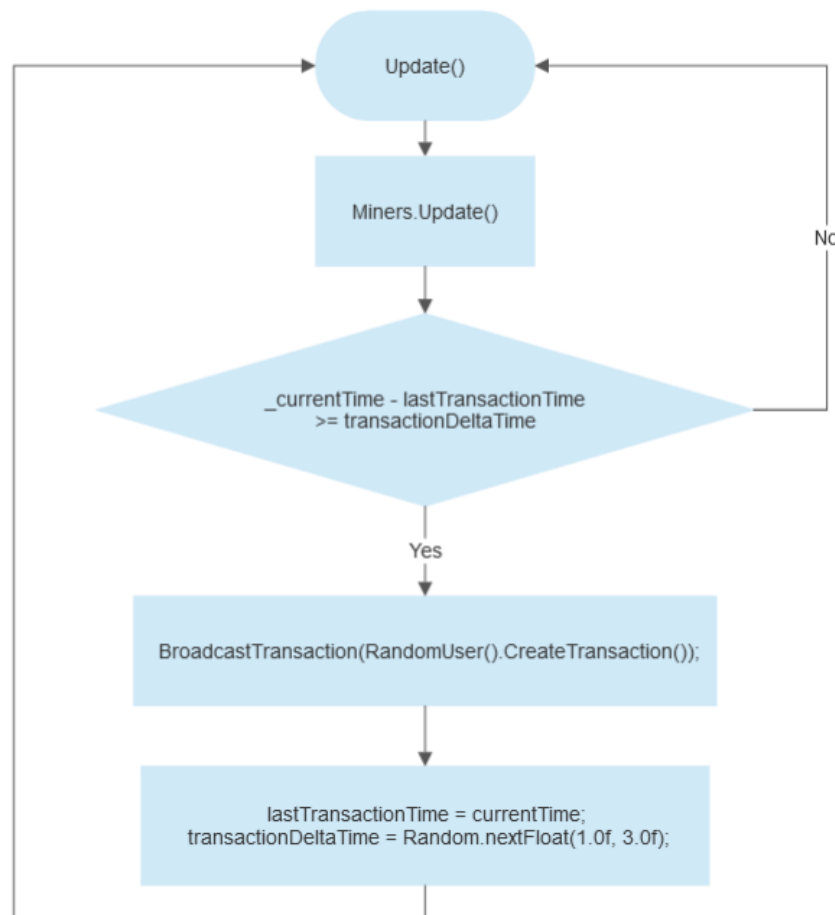 Update()
Miners.Update()
No
_currentTime - lastTransactionTime
>= transactionDeltaTime
Yes
BroadcastTransaction(RandomUser().CreateTransaction());
lastTransactionTime = currentTime;
transactionDeltaTime = Random.nextFloat(1.0f, 3.0f);